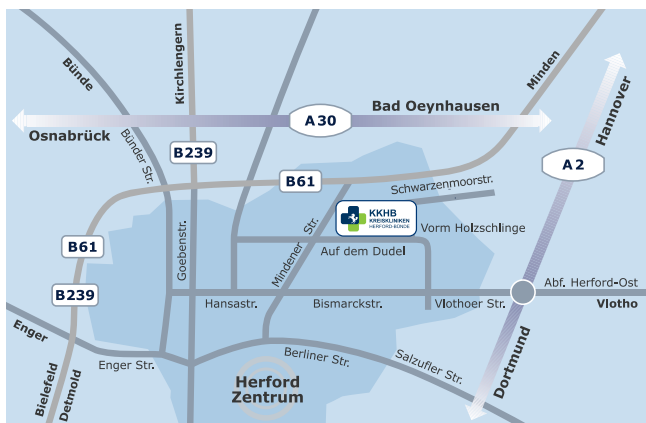 Bünde
Kirchlengern
Minden
Hannover
Bad Oeynhausen
A 30
Osnabrück
Bünder Str.
B239
A 2
B61
Schwarzenmoorstr.
KKHB
KREISKLINIKEN
HERFORD-BÜNDE
Vorm Holzschlinge
Goebenstr.
Mindener Str.
B61
Auf dem Dudel
Abf. Herford-Ost
B239
Hansastr.
Bismarckstr.
Vlothoer Str.
Vlotho
Enger
Enger Str.
Berliner Str.
Salzufler Str.
Dortmund
Bielefeld
Detmold
Herford
Zentrum